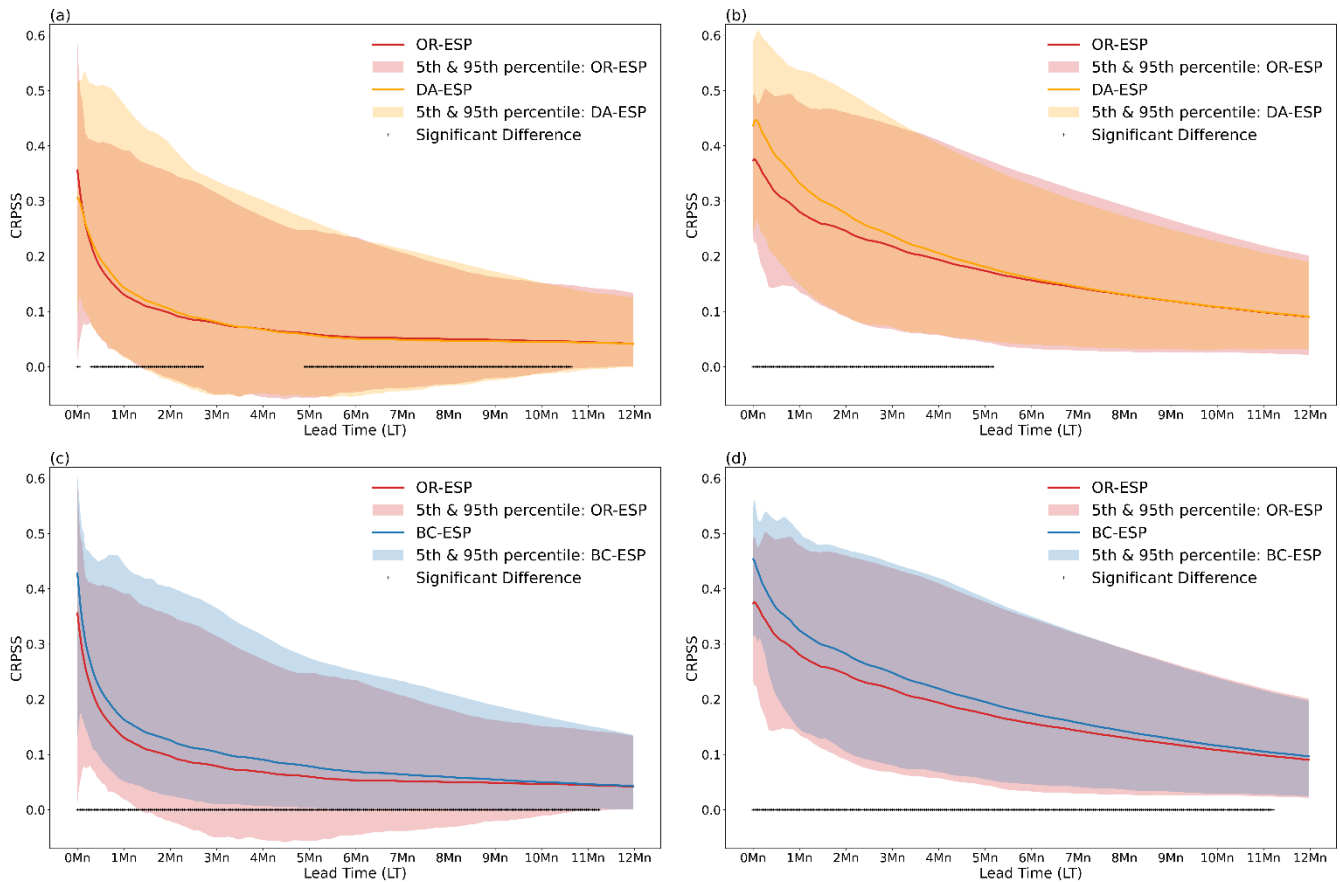 (a)
0.6
0.5
0.4
0.3
0.2
0.1
0.0
CRPSS
OR-ESP
5th & 95th percentile: OR-ESP
DA-ESP
5th & 95th percentile: DA-ESP
Significant Difference
0Mn 1Mn 2Mn 3Mn 4Mn 5Mn 6Mn 7Mn 8Mn 9Mn 10Mn 11Mn 12Mn
Lead Time (LT)
(b)
0.6
0.5
0.4
0.3
0.2
0.1
0.0
CRPSS
OR-ESP
5th & 95th percentile: OR-ESP
DA-ESP
5th & 95th percentile: DA-ESP
Significant Difference
0Mn 1Mn 2Mn 3Mn 4Mn 5Mn 6Mn 7Mn 8Mn 9Mn 10Mn 11Mn 12Mn
Lead Time (LT)
(c)
0.6
0.5
0.4
0.3
0.2
0.1
0.0
CRPSS
OR-ESP
5th & 95th percentile: OR-ESP
BC-ESP
5th & 95th percentile: BC-ESP
Significant Difference
0Mn 1Mn 2Mn 3Mn 4Mn 5Mn 6Mn 7Mn 8Mn 9Mn 10Mn 11Mn 12Mn
Lead Time (LT)
(d)
0.6
0.5
0.4
0.3
0.2
0.1
0.0
CRPSS
OR-ESP
5th & 95th percentile: OR-ESP
BC-ESP
5th & 95th percentile: BC-ESP
Significant Difference
0Mn 1Mn 2Mn 3Mn 4Mn 5Mn 6Mn 7Mn 8Mn 9Mn 10Mn 11Mn 12Mn
Lead Time (LT)